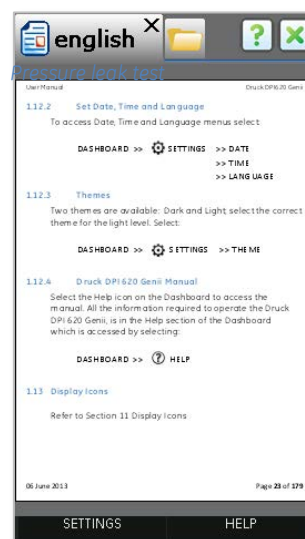 english
Pressure leak test
User Manual Druck DPI 620 Genii
1.12.2 Set Date, Time and Language
To access Date, Time and Language menus select
DASHBOARD >> SETTINGS >> DATE
>> TIME
>> LANGUAGE
1.12.3 Themes
Two themes are available: Dark and Light, select the correct
theme for the light level. Select:
DASHBOARD >> SETTINGS >> THEME
1.12.4 Druck DPI 620 Genii Manual
Select the Help icon on the Dashboard to access the
manual. All the information required to operate the Druck
DPI 620 Genii, is in the Help section of the Dashboard
which is accessed by selecting:
DASHBOARD >> ? HELP
1.13 Display Icons
Refer to Section 11 Display Icons
06 June 2013 Page 23 of 179
SETTINGS HELP